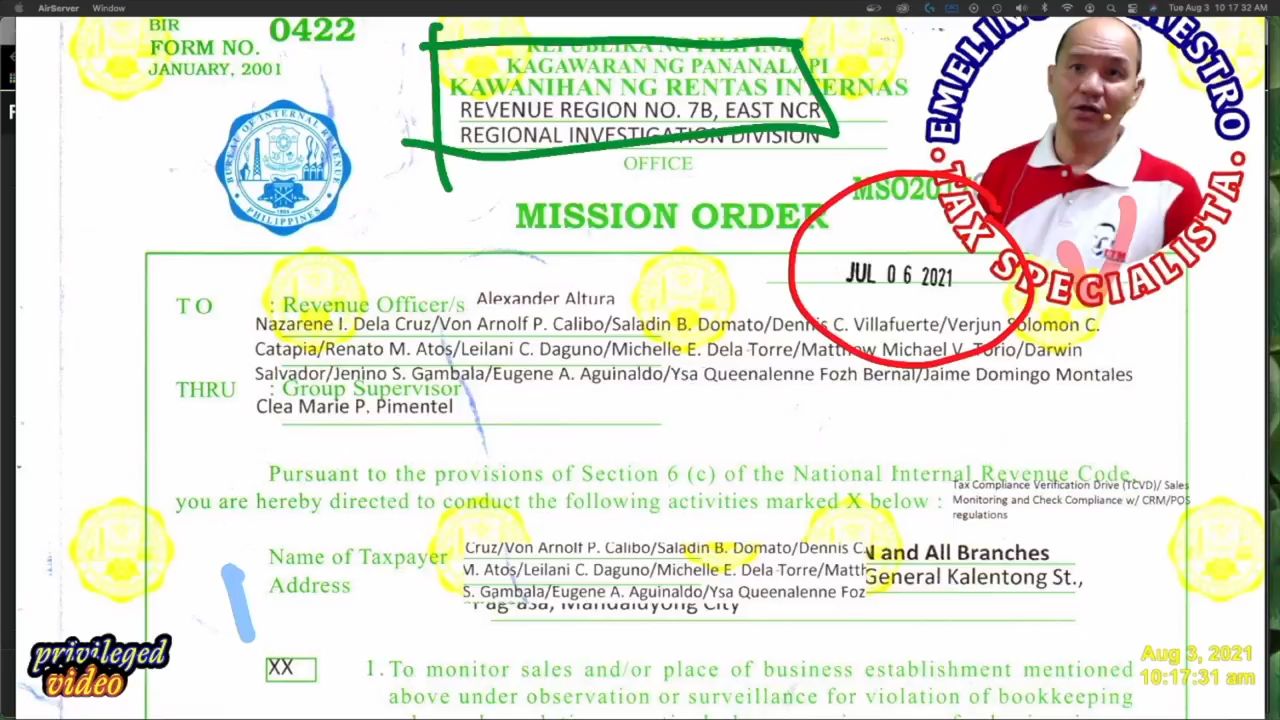 AirServer Window
Tue Aug 3 10:17:32 AM
BIR
FORM NO. 0422
JANUARY, 2001
REPUBLIKA NG PILIPINAS
KAGAWARAN NG PANANALAPI
KAWANIHAN NG RENTAS INTERNAS
REVENUE REGION NO. 7B, EAST NCR
REGIONAL INVESTIGATION DIVISION
OFFICE
BUREAU OF INTERNAL REVENUE
PHILIPPINES
TAX SPECIALISTA
MISSION ORDER
JUL 06 2021
TO : Revenue Officer/s Alexander Altura
Nazarene I. Dela Cruz/Von Arnolf P. Calibo/Saladin B. Domato/Dennis C. Villafuerte/Verjun Solomon C.
Catapia/Renato M. Atos/Leilani C. Daguno/Michelle E. Dela Torre/Matthew Michael V. Torio/Darwin
Salvador/Jenino S. Gambala/Eugene A. Aguinaldo/Ysa Queenalenne Fozh Bernal/Jaime Domingo Montales
THRU : Group Supervisor
Clea Marie P. Pimentel
Pursuant to the provisions of Section 6 (c) of the National Internal Revenue Code,
you are hereby directed to conduct the following activities marked X below :
Tax Compliance Verification Drive (TCVD)/ Sales
Monitoring and Check Compliance w/ CRM/POS
regulations
Name of Taxpayer
Cruz/Von Arnolf P. Calibo/Saladin B. Domato/Dennis C.
N and All Branches
Address
M. Atos/Leilani C. Daguno/Michelle E. Dela Torre/Matth
General Kalentong St.,
S. Gambala/Eugene A. Aguinaldo/Ysa Queenalenne Foz
Pag-asa, Mandaluyong City
XX
1. To monitor sales and/or place of business establishment mentioned
above under observation or surveillance for violation of bookkeeping
privileged
video
Aug 3, 2021
10:17:31 am